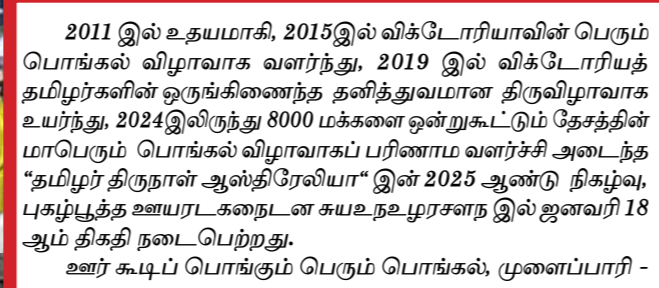 2011 இல் உதயமாகி, 2015இல் விக்டோரியாவின் பெரும்
பொங்கல் விழாவாக வளர்ந்து, 2019 இல் விக்டோரியத்
தமிழர்களின் ஒருங்கிணைந்த தனித்துவமான திருவிழாவாக
உயர்ந்து, 2024இலிருந்து 8000 மக்களை ஒன்றுகூட்டும் தேசத்தின்
மாபெரும் பொங்கல் விழாவாகப் பரிணாம வளர்ச்சி அடைந்த
“தமிழர் திருநாள் ஆஸ்திரேலியா“ இன் 2025 ஆண்டு நிகழ்வு,
புகழ்பூத்த ஊயரடகநைடன சுயஉநஉழரசளந இல் ஜனவரி 18
ஆம் திகதி நடைபெற்றது.
ஊர் கூடிப் பொங்கும் பெரும் பொங்கல், முளைப்பாரி -